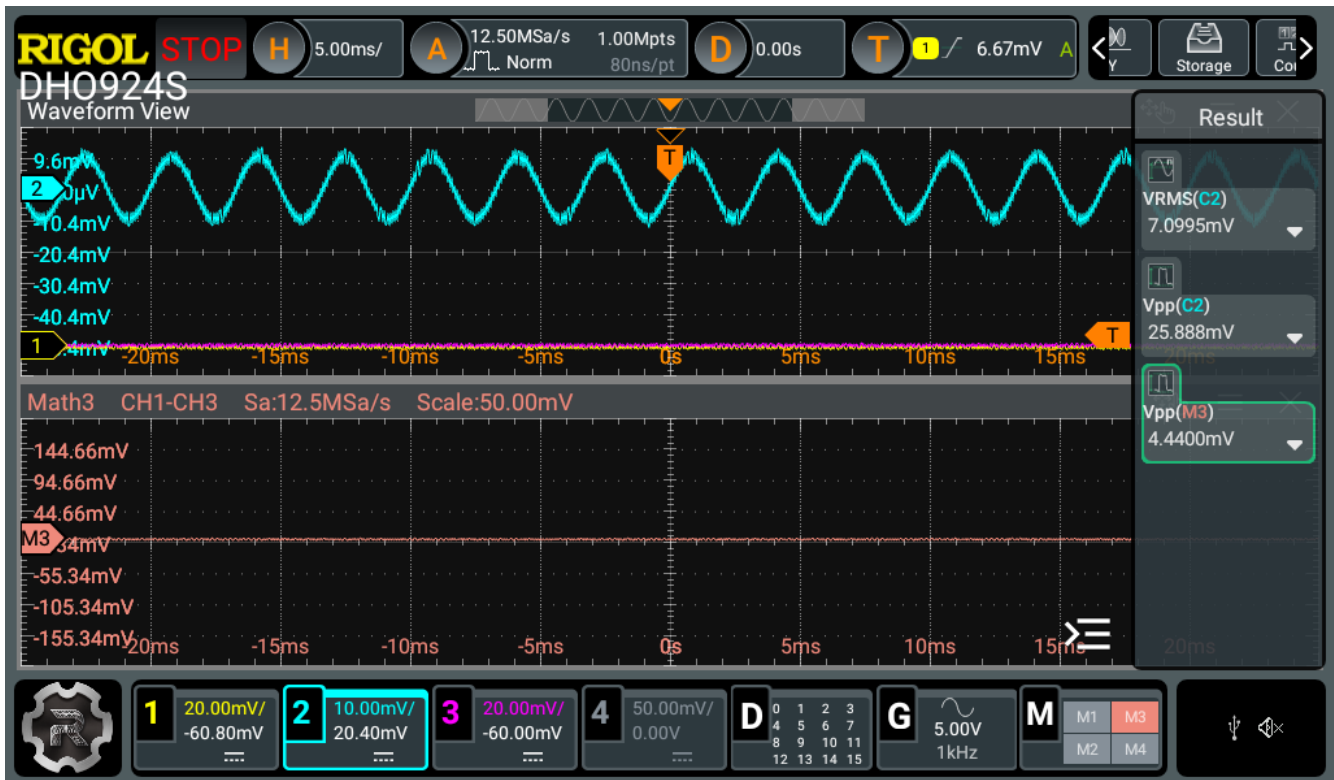 RIGOL STOP H 5.00ms/ A 12.50MSa/s 1.00Mpts D 0.00s T 1 6.67mV A Storage
Norm 80ns/pt
DHO924S
Waveform View
Result
9.6mV
2
-10.4mV
-20.4mV
-30.4mV
-40.4mV
1
-20ms -15ms -10ms -5ms 0s 5ms 10ms 15ms 20ms
T
T
VRMS(C2)
7.0995mV
Vpp(C2)
25.888mV
Vpp(M3)
4.4400mV
Math3 CH1-CH3 Sa:12.5MSa/s Scale:50.00mV
144.66mV
94.66mV
44.66mV
M3
-55.34mV
-105.34mV
-155.34mV
-20ms -15ms -10ms -5ms 0s 5ms 10ms 15ms 20ms
1 20.00mV/ 2 10.00mV/ 3 20.00mV/ 4 50.00mV/ D 0 1 2 3 G 5.00V M M1 M3
-60.80mV 20.40mV -60.00mV 0.00V 4 5 6 7 1kHz M2 M4
8 9 10 11
12 13 14 15